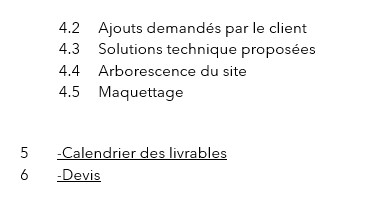 4.2 Ajouts demandés par le client
4.3 Solutions technique proposées
4.4 Arborescence du site
4.5 Maquettage
5 -Calendrier des livrables
6 -Devis